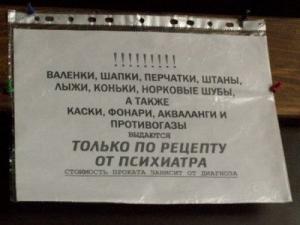 !!!!!!!!!
ВАЛЕНКИ, ШАПКИ, ПЕРЧАТКИ, ШТАНЫ,
ЛЫЖИ, КОНЬКИ, НОРКОВЫЕ ШУБЫ,
А ТАКЖЕ
КАСКИ, ФОНАРИ, АКВАЛАНГИ И
ПРОТИВОГАЗЫ
ВЫДАЮТСЯ
ТОЛЬКО ПО РЕЦЕПТУ
ОТ ПСИХИАТРА
СТОИМОСТЬ ПРОКАТА ЗАВИСИТ ОТ ДИАГНОЗА